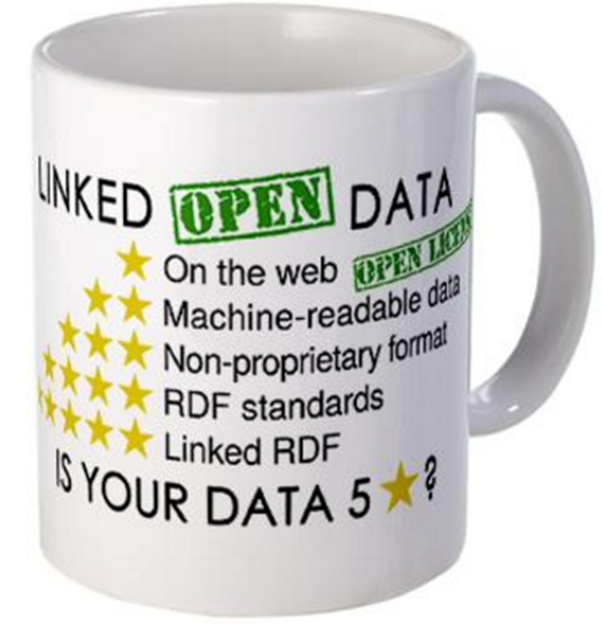 LINKED OPEN DATA
★ On the web OPEN LICENSE
★★ Machine-readable data
★★★ Non-proprietary format
★★★★ RDF standards
★★★★★ Linked RDF
IS YOUR DATA 5★?